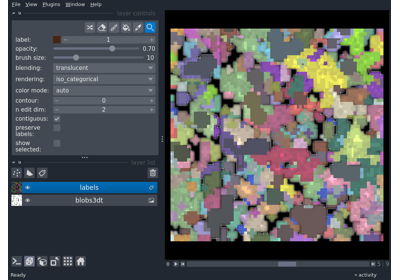 File View Plugins Window Help
layer controls
label: 1
opacity: 0.70
brush size: 10
blending: translucent
rendering: iso_categorical
color mode: auto
contour: 0
n edit dim: 2
contiguous:
preserve
labels:
show
selected:
layer list
labels
blobs3dt
Ready
activity